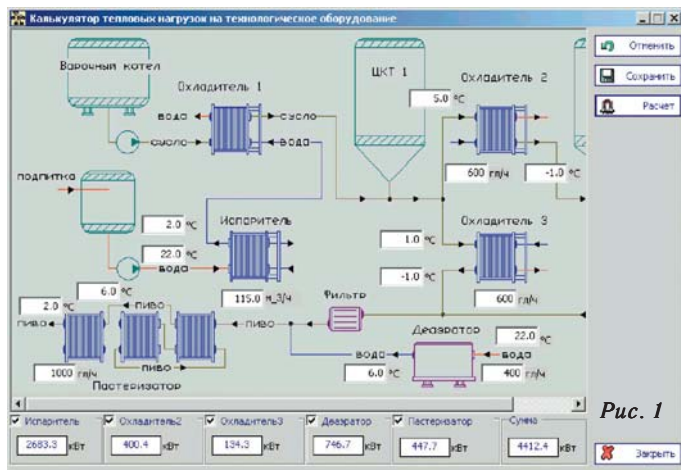 Калькулятор тепловых нагрузок на технологическое оборудование
Варочный котел
Охладитель 1
вода
сусло
сусло
вода
ЦКТ 1
5.0 °C
Охладитель 2
600 гл/ч
-1.0 °C
Отменить
Сохранить
Расчет
подпитка
2.0 °C
22.0 °C
вода
Испаритель
115.0 м_3/ч
1.0 °C
-1.0 °C
Охладитель 3
600 гл/ч
2.0 °C
6.0 °C
пиво
пиво
пиво
пиво
1000 гл/ч
Пастеризатор
Фильтр
Деаэратор
22.0 °C
вода
вода
6.0 °C
400 гл/ч
Рис. 1
Испаритель
2683.3 кВт
Охладитель2
400.4 кВт
Охладитель3
134.3 кВт
Деазратор
746.7 кВт
Пастеризатор
447.7 кВт
Сумма
4412.4 кВт
Закрыть